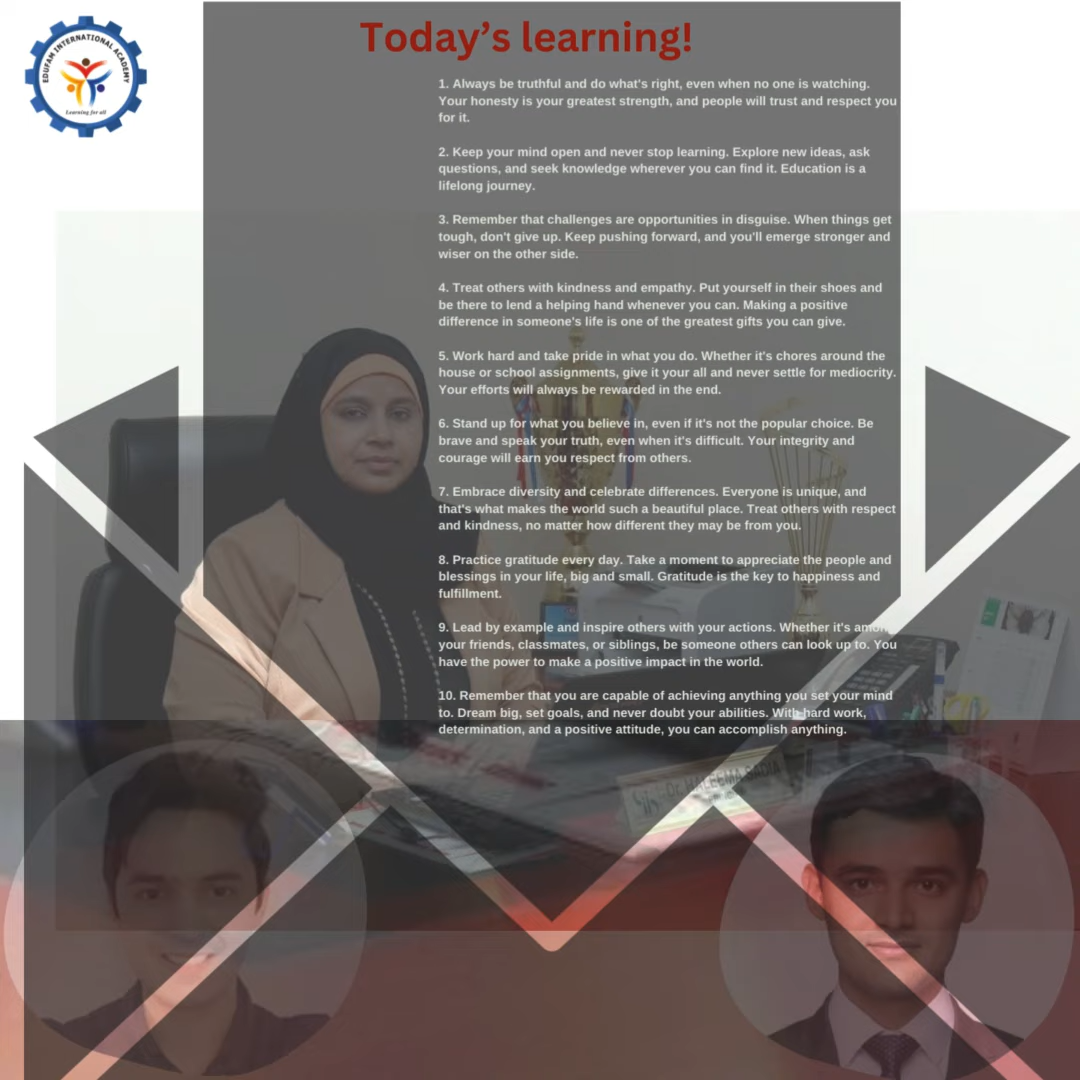 EDUFAM INTERNATIONAL ACADEMY
Learning for all
Today's learning!
1. Always be truthful and do what's right, even when no one is watching.
Your honesty is your greatest strength, and people will trust and respect you
for it.
2. Keep your mind open and never stop learning. Explore new ideas, ask
questions, and seek knowledge wherever you can find it. Education is a
lifelong journey.
3. Remember that challenges are opportunities in disguise. When things get
tough, don't give up. Keep pushing forward, and you'll emerge stronger and
wiser on the other side.
4. Treat others with kindness and empathy. Put yourself in their shoes and
be there to lend a helping hand whenever you can. Making a positive
difference in someone's life is one of the greatest gifts you can give.
5. Work hard and take pride in what you do. Whether it's chores around the
house or school assignments, give it your all and never settle for mediocrity.
Your efforts will always be rewarded in the end.
6. Stand up for what you believe in, even if it's not the popular choice. Be
brave and speak your truth, even when it's difficult. Your integrity and
courage will earn you respect from others.
7. Embrace diversity and celebrate differences. Everyone is unique, and
that's what makes the world such a beautiful place. Treat others with respect
and kindness, no matter how different they may be from you.
8. Practice gratitude every day. Take a moment to appreciate the people and
blessings in your life, big and small. Gratitude is the key to happiness and
fulfillment.
9. Lead by example and inspire others with your actions. Whether it's among
your friends, classmates, or siblings, be someone others can look up to. You
have the power to make a positive impact in the world.
10. Remember that you are capable of achieving anything you set your mind
to. Dream big, set goals, and never doubt your abilities. With hard work,
determination, and a positive attitude, you can accomplish anything.
Dr. HALEEMA SADIA